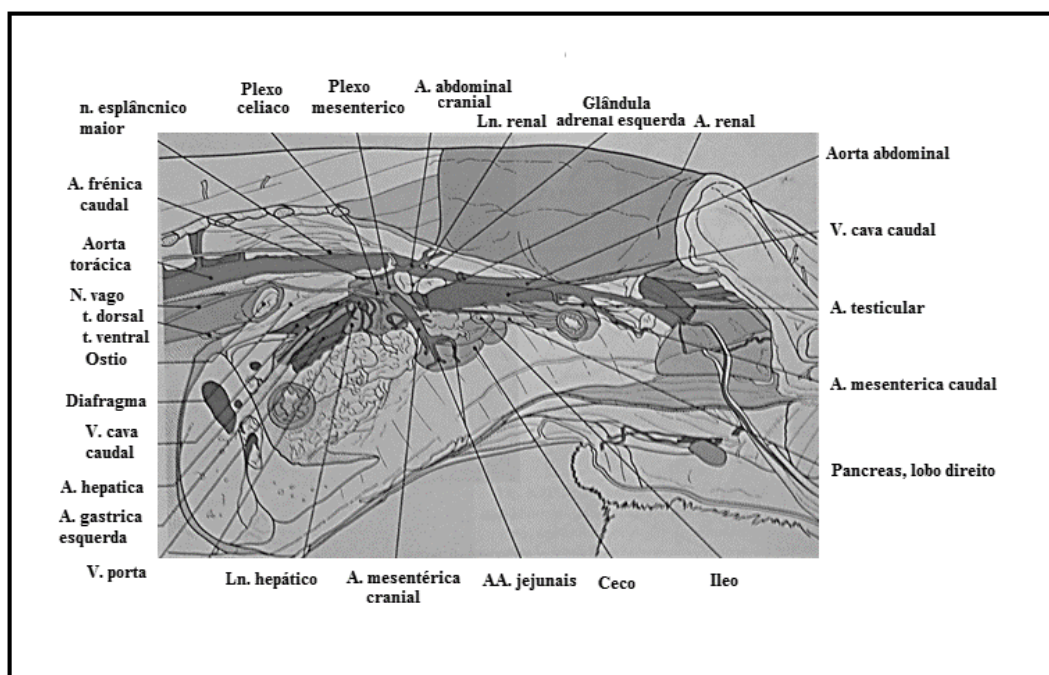 Plexo
celiaco
Plexo
mesenterico
A. abdominal
cranial
Glândula
adrenal esquerda
n. esplâncnico
maior
Ln. renal
A. renal
Aorta abdominal
A. frénica
caudal
V. cava caudal
Aorta
torácica
N. vago
t. dorsal
t. ventral
A. testicular
Ostio
A. mesenterica caudal
Diafragma
V. cava
caudal
Pancreas, lobo direito
A. hepatica
A. gastrica
esquerda
V. porta
Ln. hepático
A. mesentérica
cranial
AA. jejunais
Ceco
Ileo